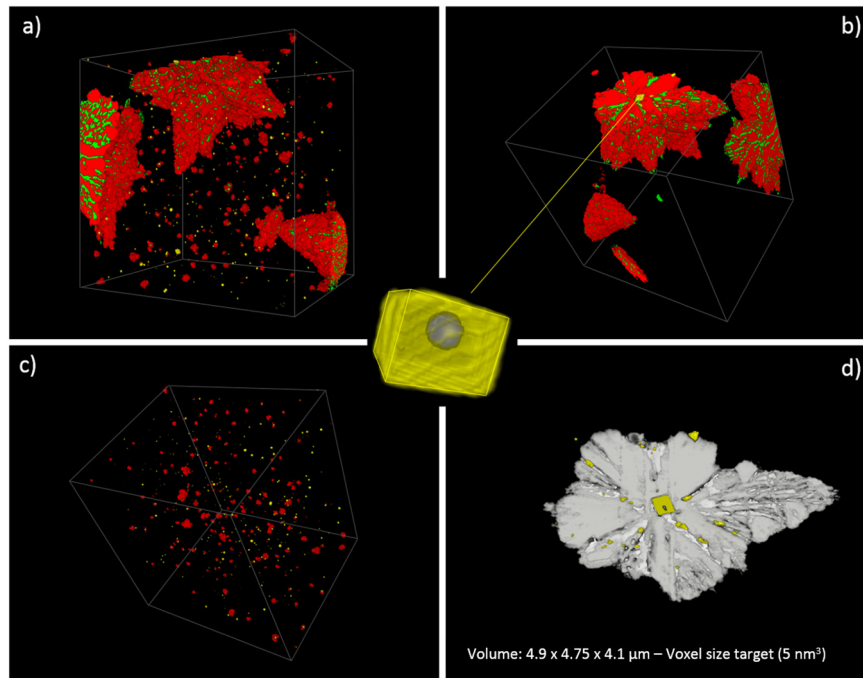 a)
b)
c)
d)
Volume: 4.9 x 4.75 x 4.1 µm – Voxel size target (5 nm³)